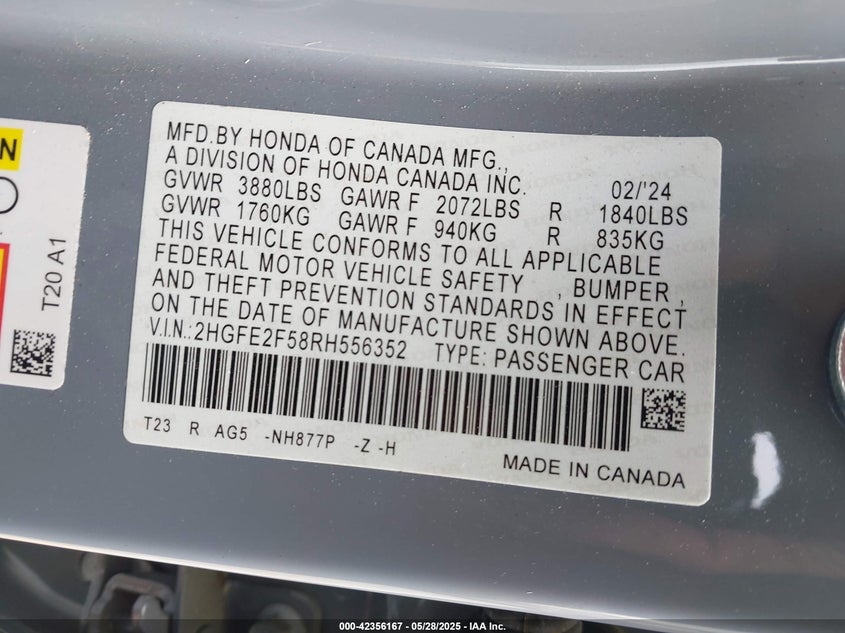 N
T20 A1
MFD.BY HONDA OF CANADA MFG.,
A DIVISION OF HONDA CANADA INC. 02/'24
GVWR 3880LBS GAWR F 2072LBS R 1840LBS
GVWR 1760KG GAWR F 940KG R 835KG
THIS VEHICLE CONFORMS TO ALL APPLICABLE
FEDERAL MOTOR VEHICLE SAFETY , BUMPER ,
AND THEFT PREVENTION STANDARDS IN EFFECT
ON THE DATE OF MANUFACTURE SHOWN ABOVE.
V.I.N.:2HGFE2F58RH556352 TYPE: PASSENGER CAR
T23 R AG5 -NH877P -Z -H
MADE IN CANADA
000-42356167 - 05/28/2025 - IAA Inc.